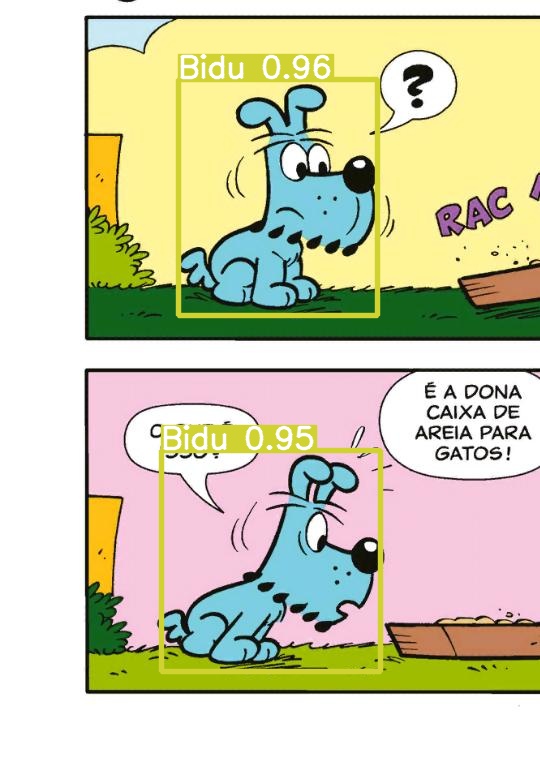 Bidu 0.96
?
RAC
Bidu 0.95
É A DONA
CAIXA DE
AREIA PARA
GATOS!